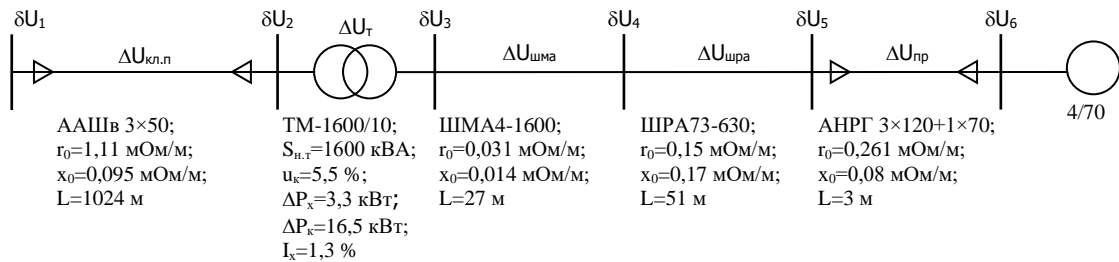 δU₁ δU₂ ΔUт δU₃ δU₄ δU₅ δU₆
ΔUкл.п ΔUшма ΔUшра ΔUпр
ААШв 3×50; ТМ-1600/10; ШМА4-1600; ШРА73-630; АНРГ 3×120+1×70; 4/70
r₀=1,11 мОм/м; Sн.т=1600 кВА; r₀=0,031 мОм/м; r₀=0,15 мОм/м; r₀=0,261 мОм/м;
x₀=0,095 мОм/м; uк=5,5 %; x₀=0,014 мОм/м; x₀=0,17 мОм/м; x₀=0,08 мОм/м;
L=1024 м ΔPх=3,3 кВт; L=27 м L=51 м L=3 м
ΔPк=16,5 кВт;
Iх=1,3 %